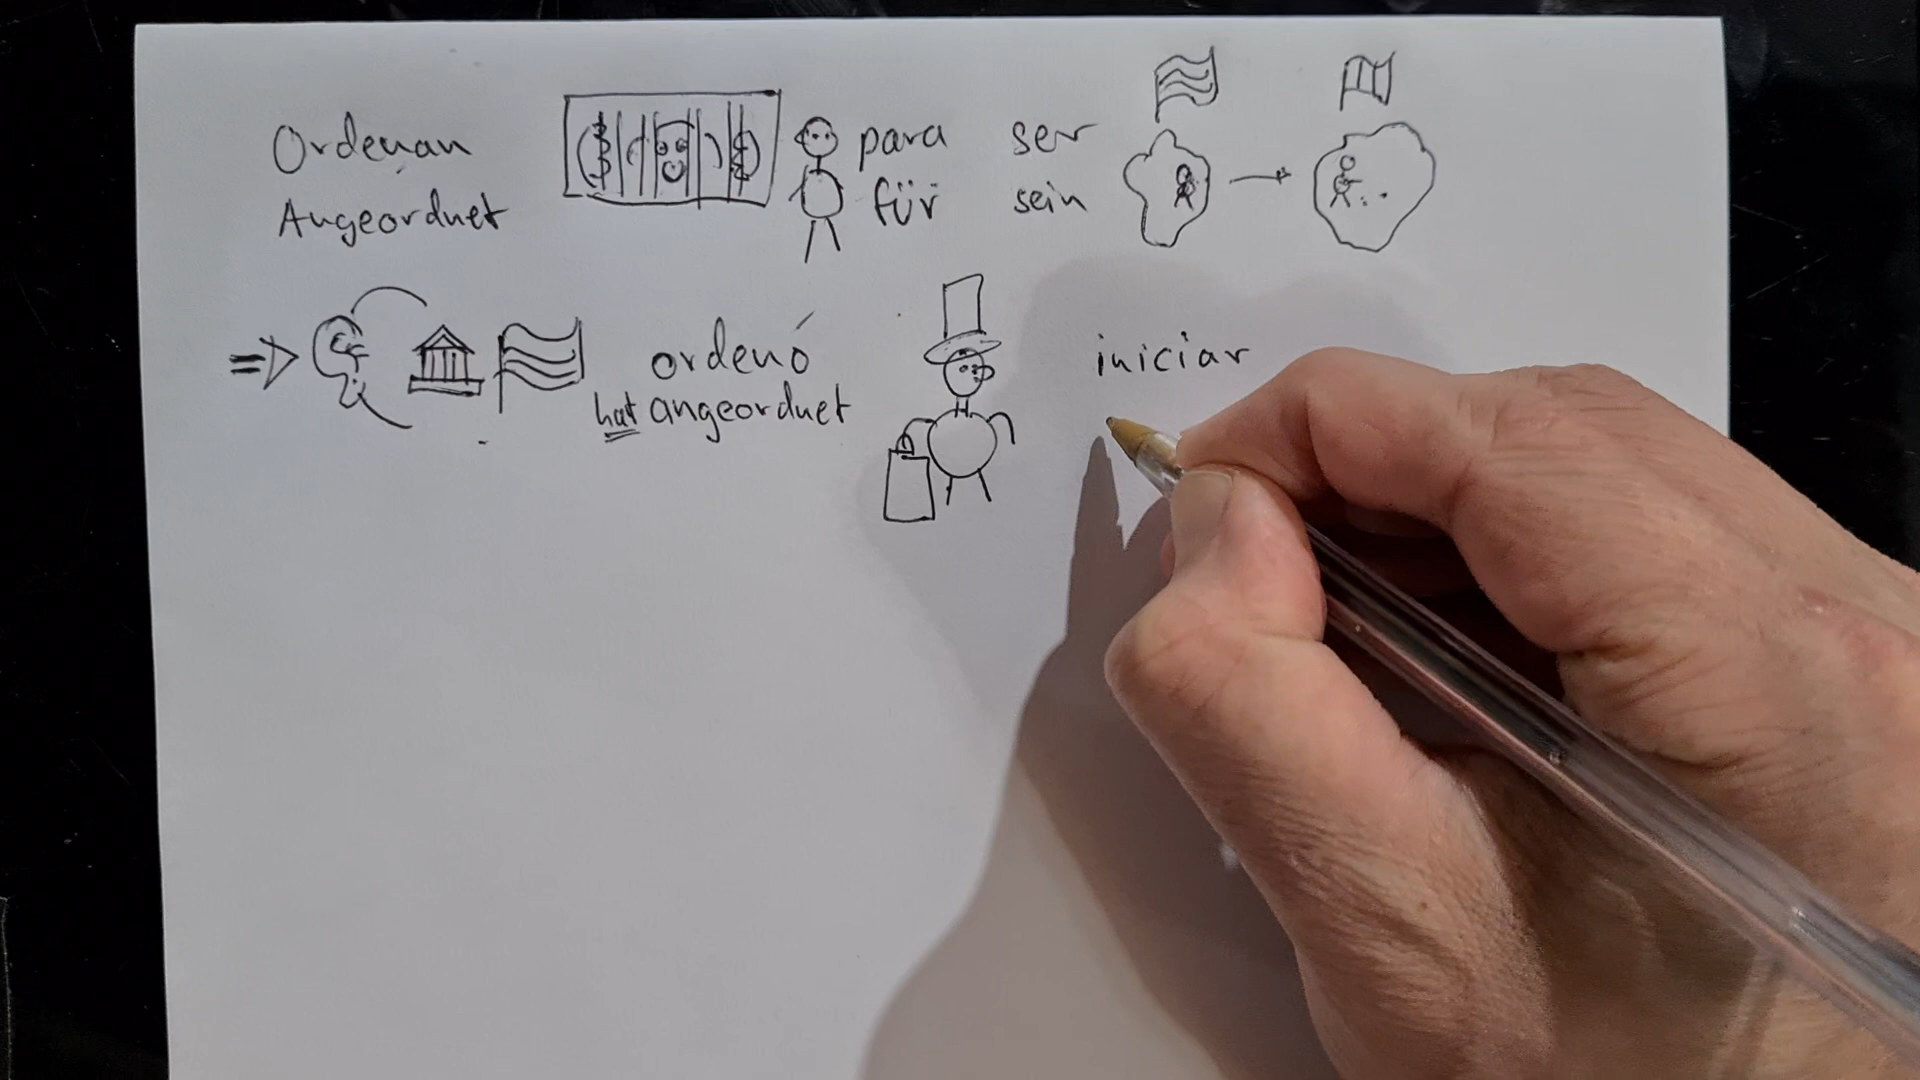 Ordenan para ser
Angeordnet für sein
ordenó iniciar
hat angeordnet